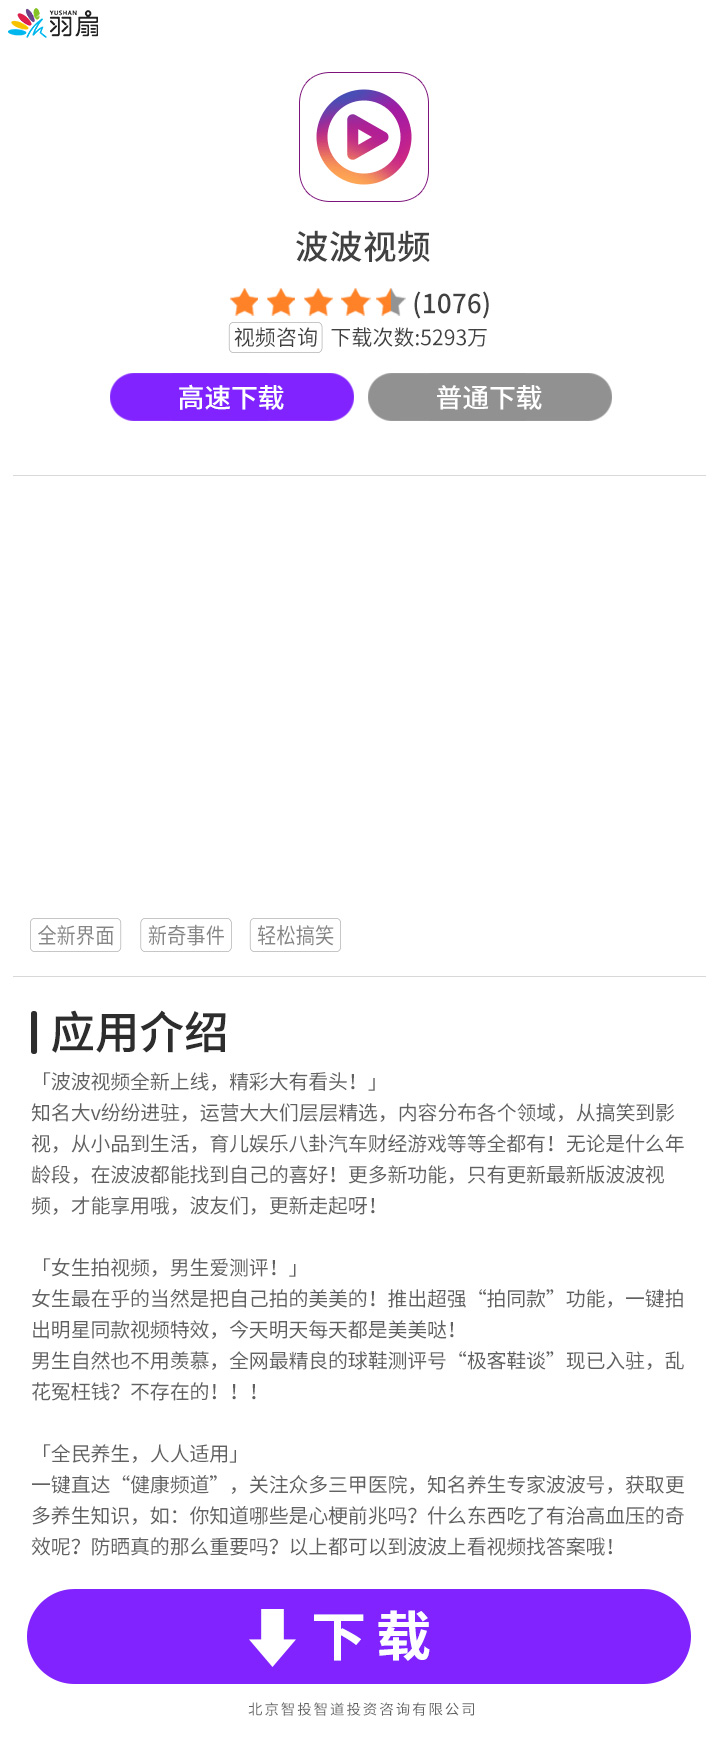 YUSHAN
羽扇
波波视频
(1076)
视频咨询 下载次数:5293万
高速下载 普通下载
全新界面 新奇事件 轻松搞笑
应用介绍
「波波视频全新上线，精彩大有看头！」
知名大v纷纷进驻，运营大大们层层精选，内容分布各个领域，从搞笑到影
视，从小品到生活，育儿娱乐八卦汽车财经游戏等等全都有！无论是什么年
龄段，在波波都能找到自己的喜好！更多新功能，只有更新最新版波波视
频，才能享用哦，波友们，更新走起呀！
「女生拍视频，男生爱测评！」
女生最在乎的当然是把自己拍的美美的！推出超强“拍同款”功能，一键拍
出明星同款视频特效，今天明天每天都是美美哒！
男生自然也不用羡慕，全网最精良的球鞋测评号“极客鞋谈”现已入驻，乱
花冤枉钱？不存在的！！！
「全民养生，人人适用」
一键直达“健康频道”，关注众多三甲医院，知名养生专家波波号，获取更
多养生知识，如：你知道哪些是心梗前兆吗？什么东西吃了有治高血压的奇
效呢？防晒真的那么重要吗？以上都可以到波波上看视频找答案哦！
下载
北京智投智道投资咨询有限公司